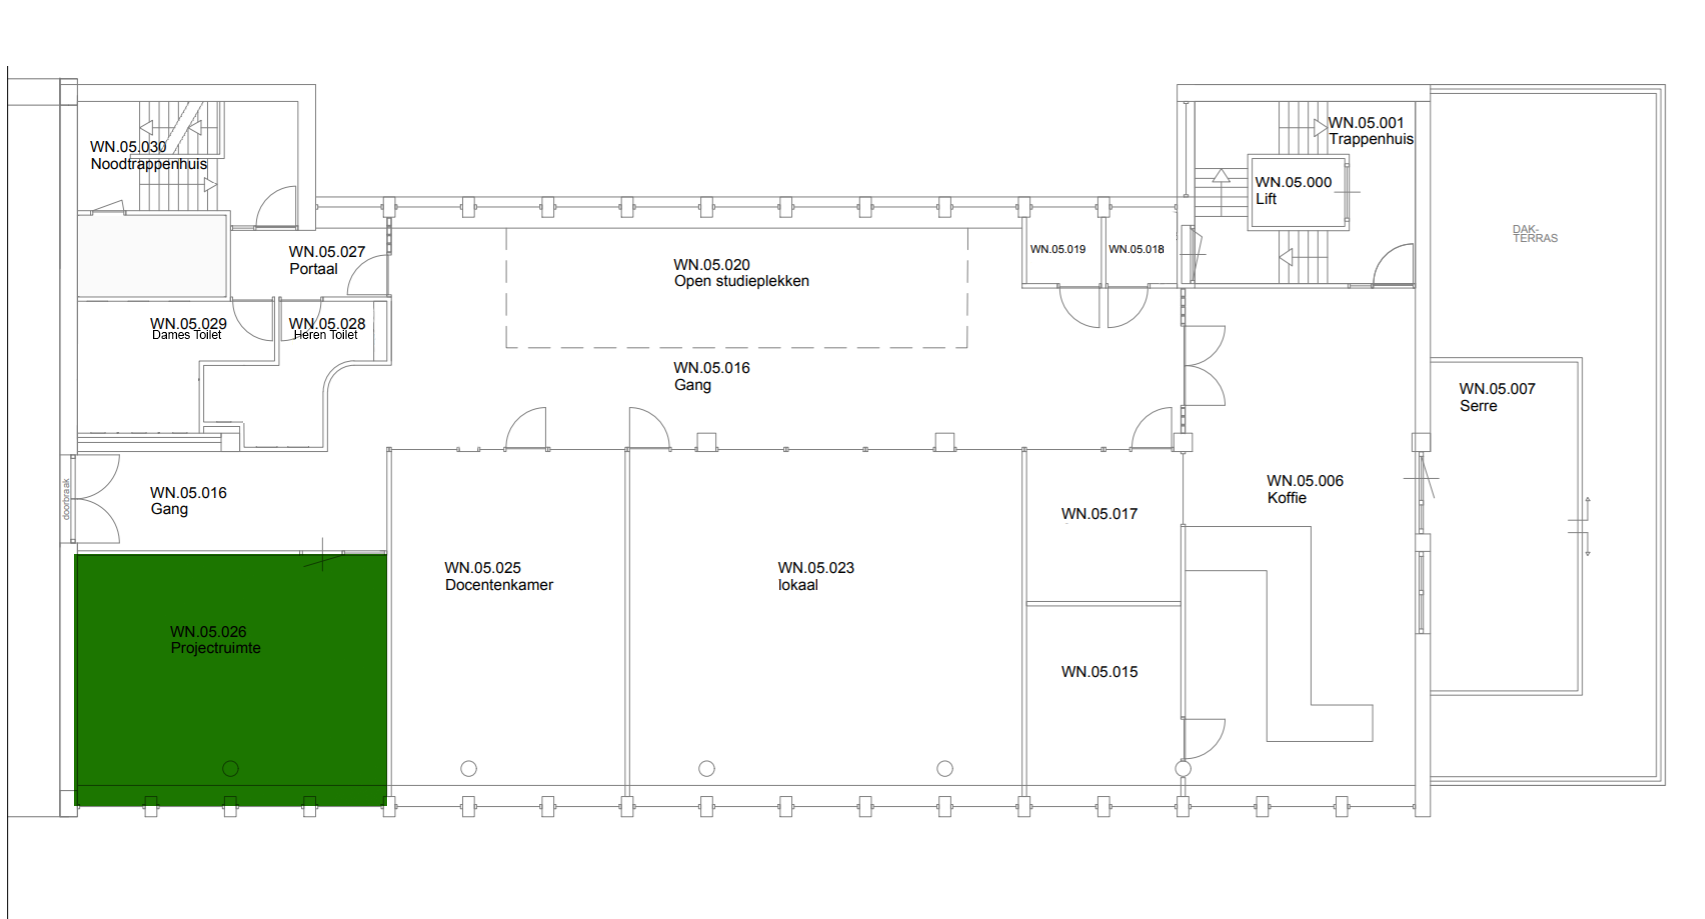 WN.05.030
Noodtrappenhuis
WN.05.001
Trappenhuis
WN.05.000
Lift
WN.05.027
Portaal
WN.05.020
Open studieplekken
WN.05.019
WN.05.018
DAK-
TERRAS
WN.05.029
Dames Toilet
WN.05.028
Heren Toilet
WN.05.016
Gang
WN.05.007
Serre
doorbraak
WN.05.016
Gang
WN.05.006
Koffie
WN.05.017
WN.05.025
Docentenkamer
WN.05.023
lokaal
WN.05.026
Projectruimte
WN.05.015